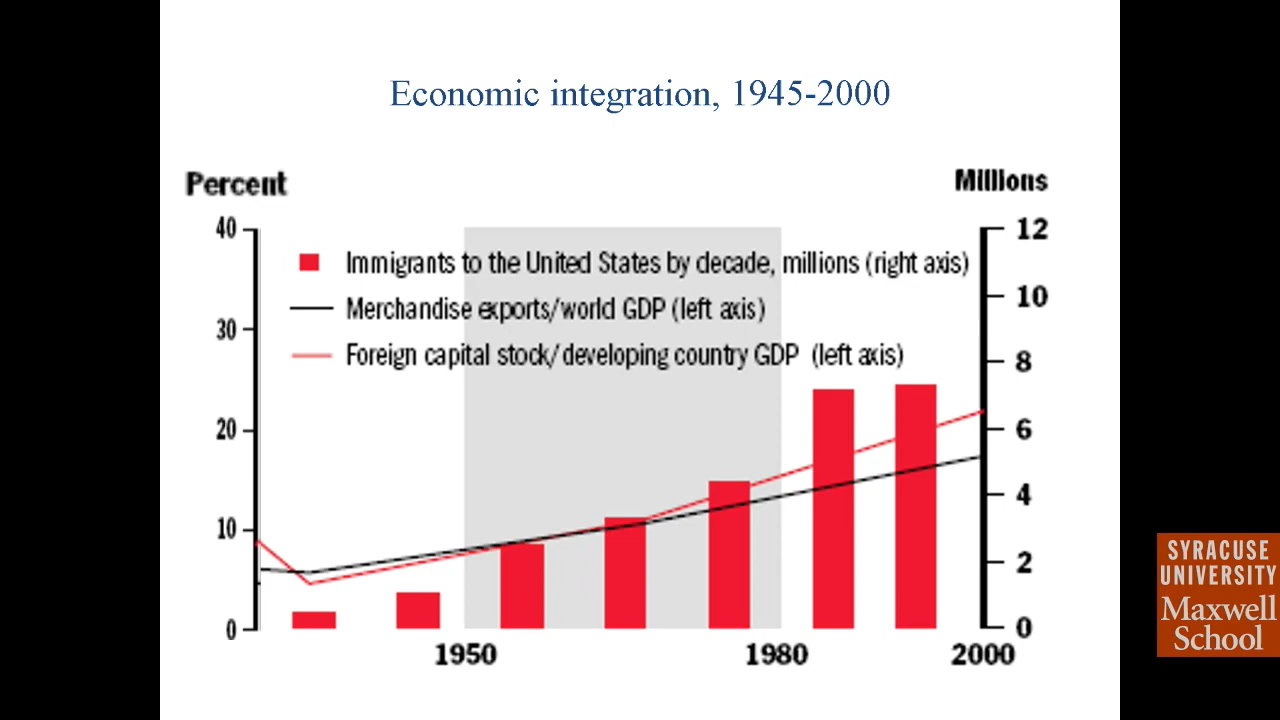 Economic integration, 1945-2000
Percent
Millions
40
12
Immigrants to the United States by decade, millions (right axis)
10
Merchandise exports/world GDP (left axis)
30
Foreign capital stock/developing country GDP (left axis)
8
20
6
4
10
2
0
0
1950
1980
2000
SYRACUSE
UNIVERSITY
Maxwell
School